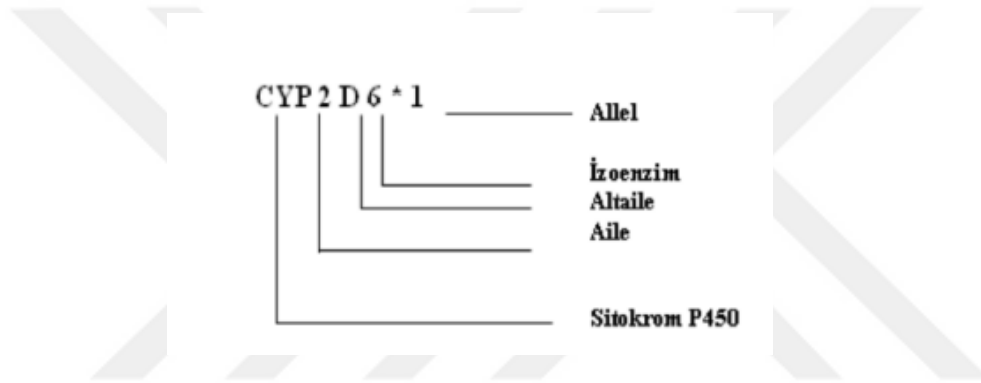 CYP 2 D 6 * 1
Allel
İzoenzim
Altaile
Aile
Sitokrom P450